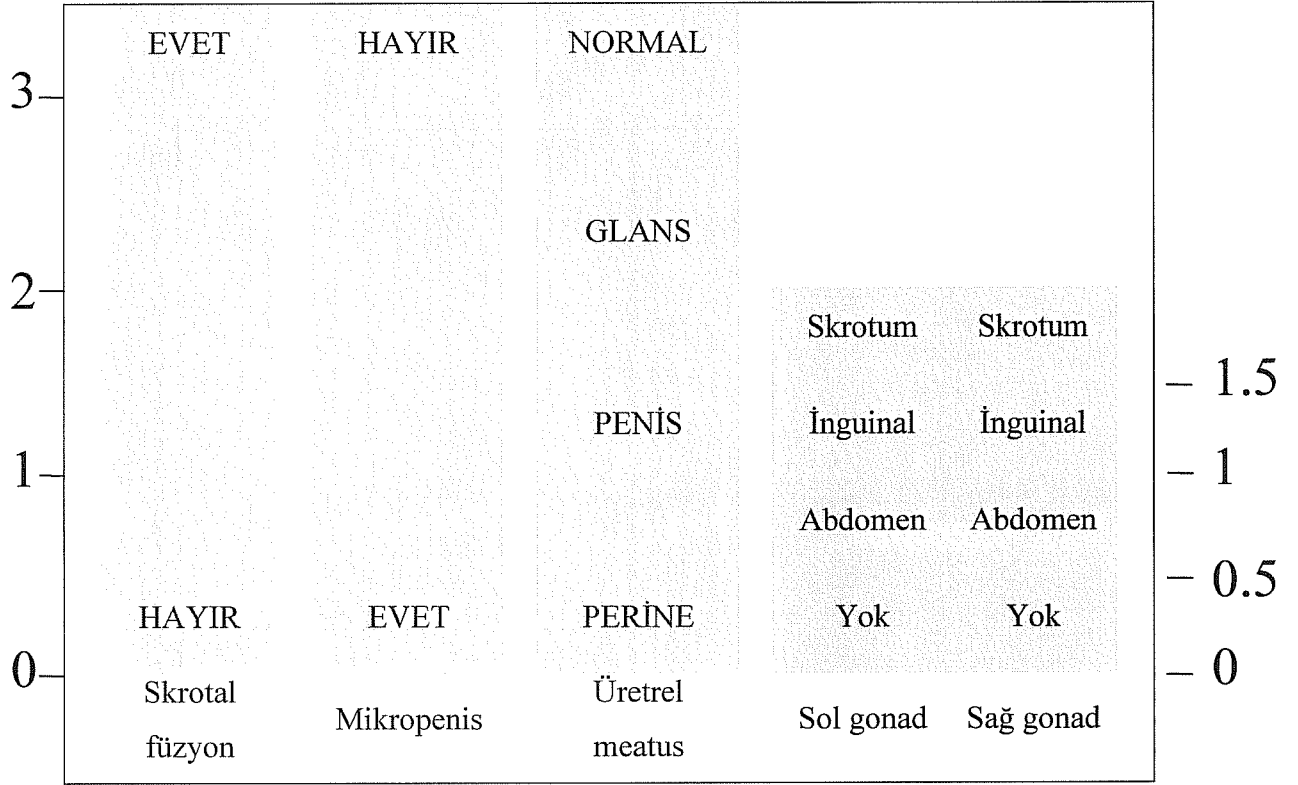 EVET HAYIR NORMAL
3
GLANS
2
Skrotum Skrotum
1.5
PENİS İnguinal İnguinal
1 1
Abdomen Abdomen
0.5
HAYIR EVET PERİNE Yok Yok
0 0
Skrotal füzyon Mikropenis Üretrel meatus Sol gonad Sağ gonad